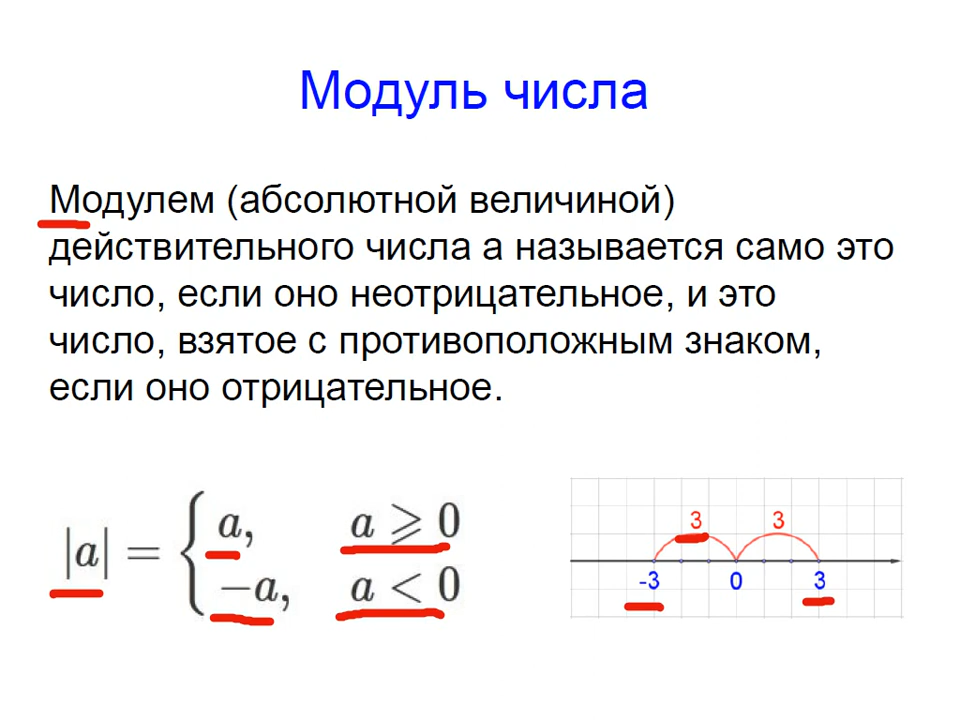 Модуль числа
Модулем (абсолютной величиной)
действительного числа а называется само это
число, если оно неотрицательное, и это
число, взятое с противоположным знаком,
если оно отрицательное.
|a| = { a, a ⩾ 0
−a, a < 0
3 3
-3 0 3